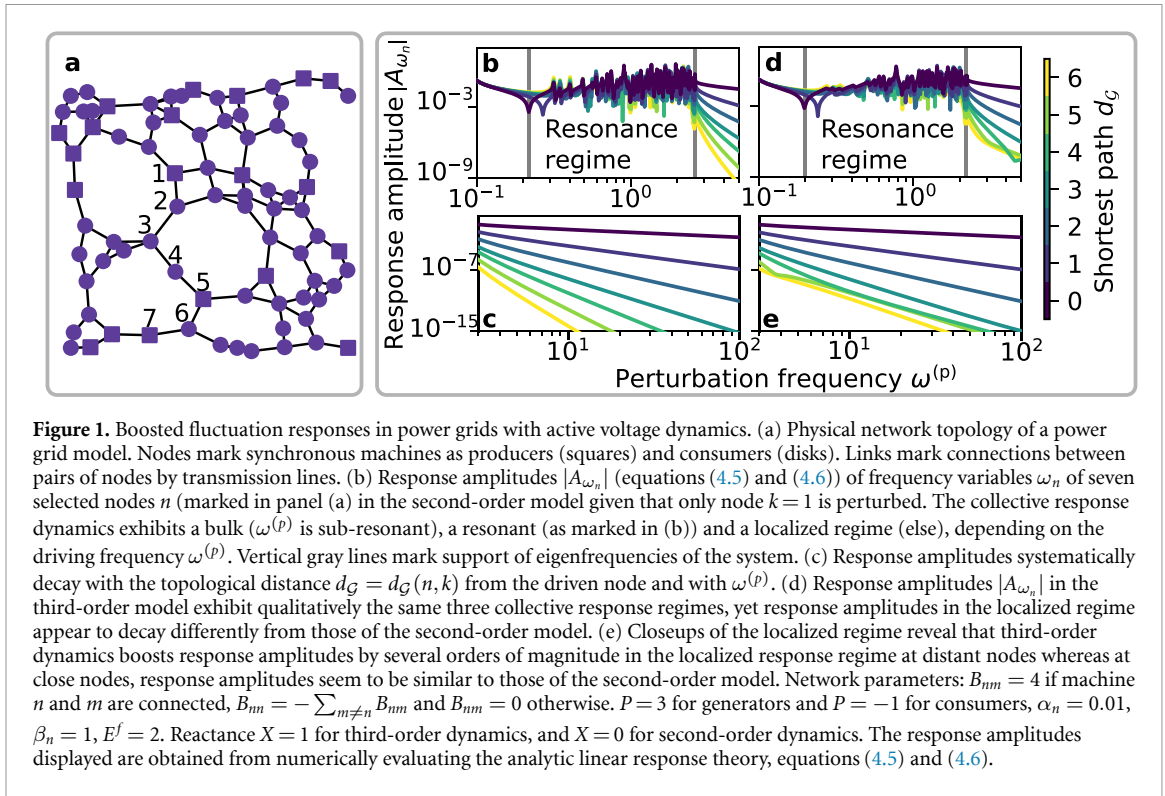 a
1
2
3
4
5
6
7
Response amplitude |A_{ω_n}|
b
10^{-3}
10^{-9}
Resonance
regime
10^{-1}
10^{0}
d
Resonance
regime
10^{-1}
10^{0}
10^{-7}
10^{-15}
c
10^{1}
10^{2}
e
10^{1}
10^{2}
Perturbation frequency ω^{(p)}
6
5
4
3
2
1
0
Shortest path d_𝒢
Figure 1. Boosted fluctuation responses in power grids with active voltage dynamics. (a) Physical network topology of a power
grid model. Nodes mark synchronous machines as producers (squares) and consumers (disks). Links mark connections between
pairs of nodes by transmission lines. (b) Response amplitudes |A_{ω_n}| (equations (4.5) and (4.6)) of frequency variables ω_n of seven
selected nodes n (marked in panel (a) in the second-order model given that only node k = 1 is perturbed. The collective response
dynamics exhibits a bulk (ω^{(p)} is sub-resonant), a resonant (as marked in (b)) and a localized regime (else), depending on the
driving frequency ω^{(p)}. Vertical gray lines mark support of eigenfrequencies of the system. (c) Response amplitudes systematically
decay with the topological distance d_𝒢 = d_𝒢(n, k) from the driven node and with ω^{(p)}. (d) Response amplitudes |A_{ω_n}| in the
third-order model exhibit qualitatively the same three collective response regimes, yet response amplitudes in the localized regime
appear to decay differently from those of the second-order model. (e) Closeups of the localized regime reveal that third-order
dynamics boosts response amplitudes by several orders of magnitude in the localized response regime at distant nodes whereas at
close nodes, response amplitudes seem to be similar to those of the second-order model. Network parameters: B_{nm} = 4 if machine
n and m are connected, B_{nn} = −∑_{m≠n} B_{nm} and B_{nm} = 0 otherwise. P = 3 for generators and P = −1 for consumers, α_n = 0.01,
β_n = 1, E^f = 2. Reactance X = 1 for third-order dynamics, and X = 0 for second-order dynamics. The response amplitudes
displayed are obtained from numerically evaluating the analytic linear response theory, equations (4.5) and (4.6).